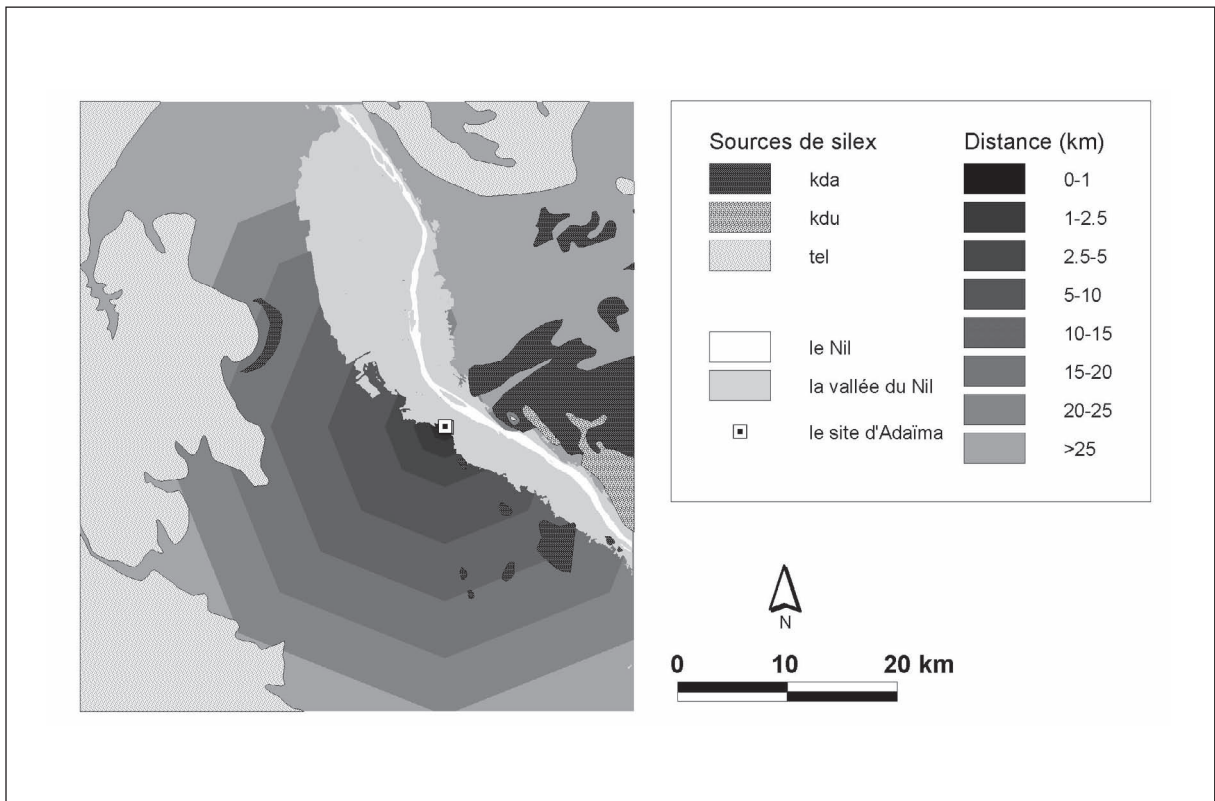 Sources de silex
kda
kdu
tel
le Nil
la vallée du Nil
le site d'Adaïma
Distance (km)
0-1
1-2.5
2.5-5
5-10
10-15
15-20
20-25
>25
N
0 10 20 km